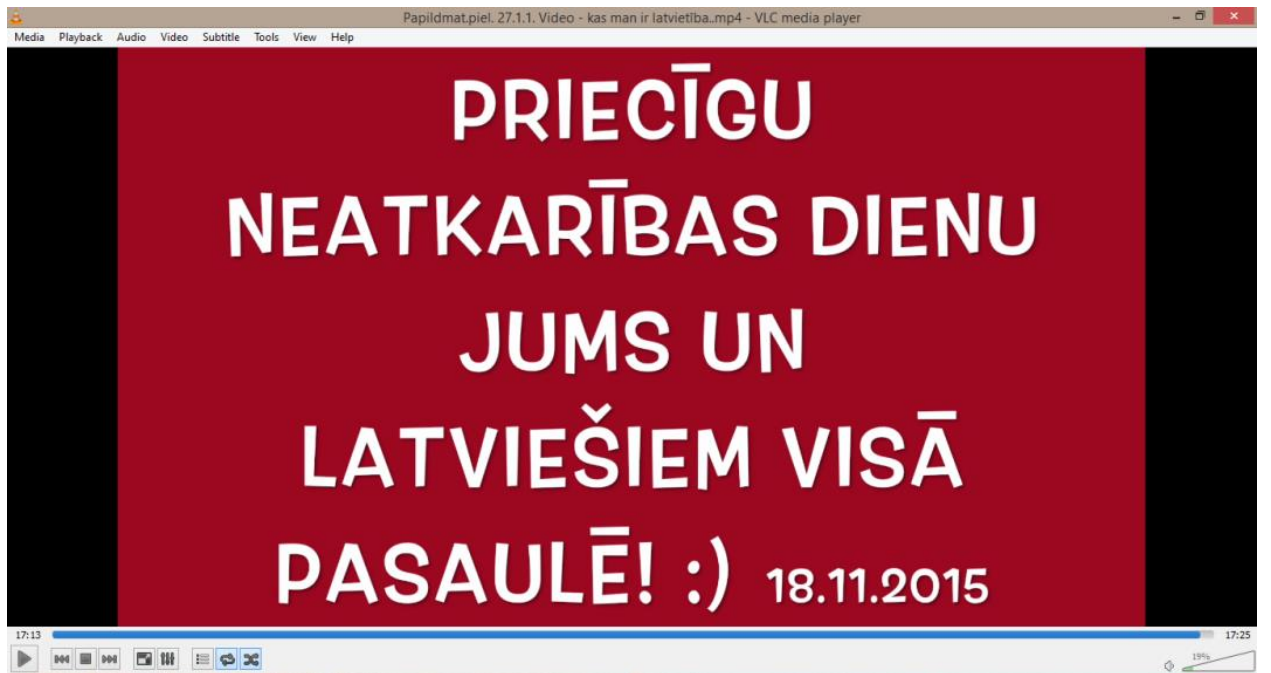 Papildmat.piel. 27.1.1. Video - kas man ir latvietība..mp4 - VLC media player
Media Playback Audio Video Subtitle Tools View Help
PRIECĪGU
NEATKARĪBAS DIENU
JUMS UN
LATVIEŠIEM VISĀ
PASAULĒ! :) 18.11.2015
17:13 17:25
19%